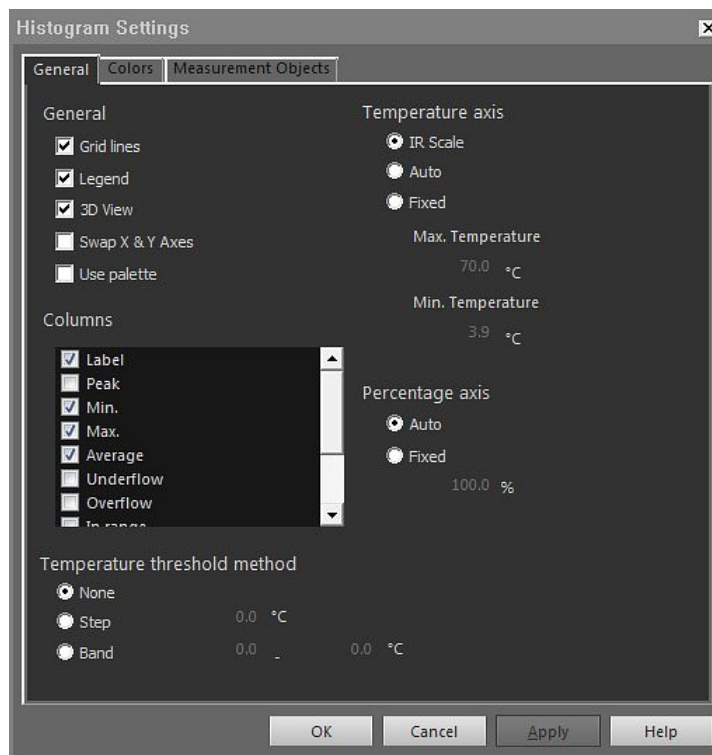 Histogram Settings
General Colors Measurement Objects
General
Grid lines
Legend
3D View
Swap X & Y Axes
Use palette
Columns
Label
Peak
Min.
Max.
Average
Underflow
Overflow
In range
Temperature axis
IR Scale
Auto
Fixed
Max. Temperature
70.0 °C
Min. Temperature
3.9 °C
Percentage axis
Auto
Fixed
100.0 %
Temperature threshold method
None
Step 0.0 °C
Band 0.0 - 0.0 °C
OK Cancel Apply Help